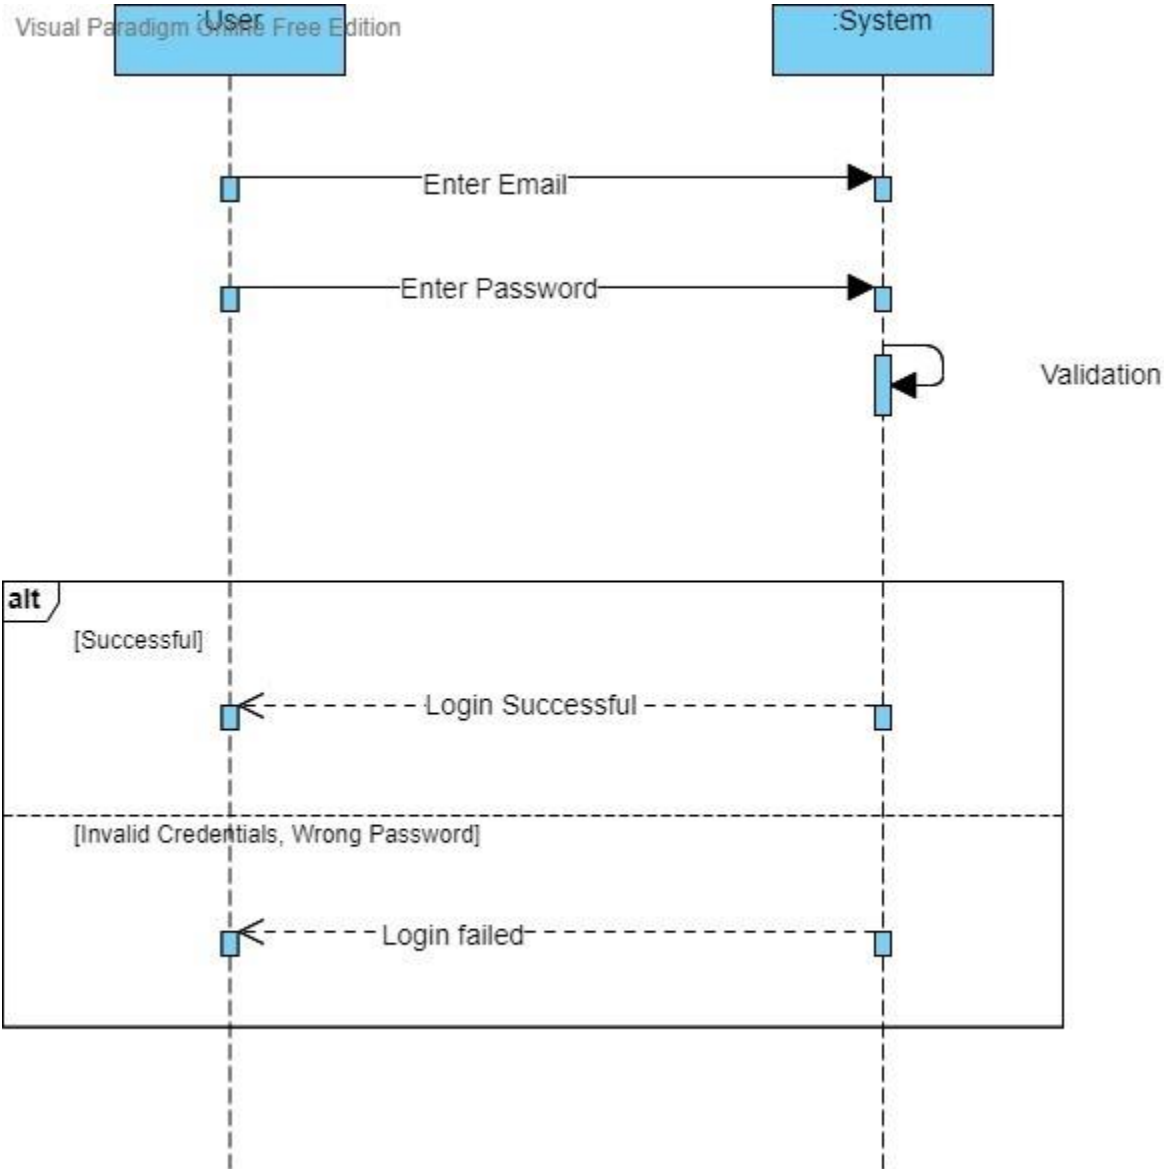 Visual Paradigm Online Free Edition
:User
:System
Enter Email
Enter Password
Validation
alt
[Successful]
Login Successful
[Invalid Credentials, Wrong Password]
Login failed